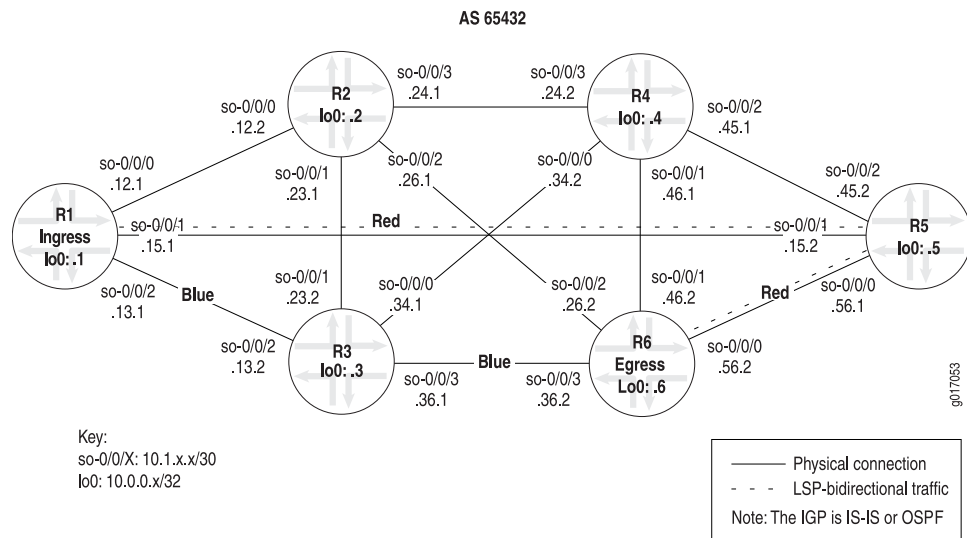 AS 65432
R2
lo0: .2
so-0/0/3
.24.1
so-0/0/3
.24.2
R4
lo0: .4
so-0/0/0
.12.2
so-0/0/2
.45.1
so-0/0/0
.12.1
so-0/0/1
.23.1
so-0/0/2
.26.1
so-0/0/0
.34.2
so-0/0/1
.46.1
so-0/0/2
.45.2
R1
Ingress
lo0: .1
so-0/0/1
.15.1
Red
so-0/0/1
.15.2
R5
lo0: .5
so-0/0/2
.13.1
Blue
so-0/0/1
.23.2
so-0/0/0
.34.1
.26.2
so-0/0/1
.46.2
Red
so-0/0/0
.56.1
so-0/0/2
.13.2
R3
lo0: .3
so-0/0/3
.36.1
Blue
so-0/0/3
.36.2
R6
Egress
Lo0: .6
so-0/0/0
.56.2
g017053
Key:
so-0/0/X: 10.1.x.x/30
lo0: 10.0.0.x/32
Physical connection
LSP-bidirectional traffic
Note: The IGP is IS-IS or OSPF